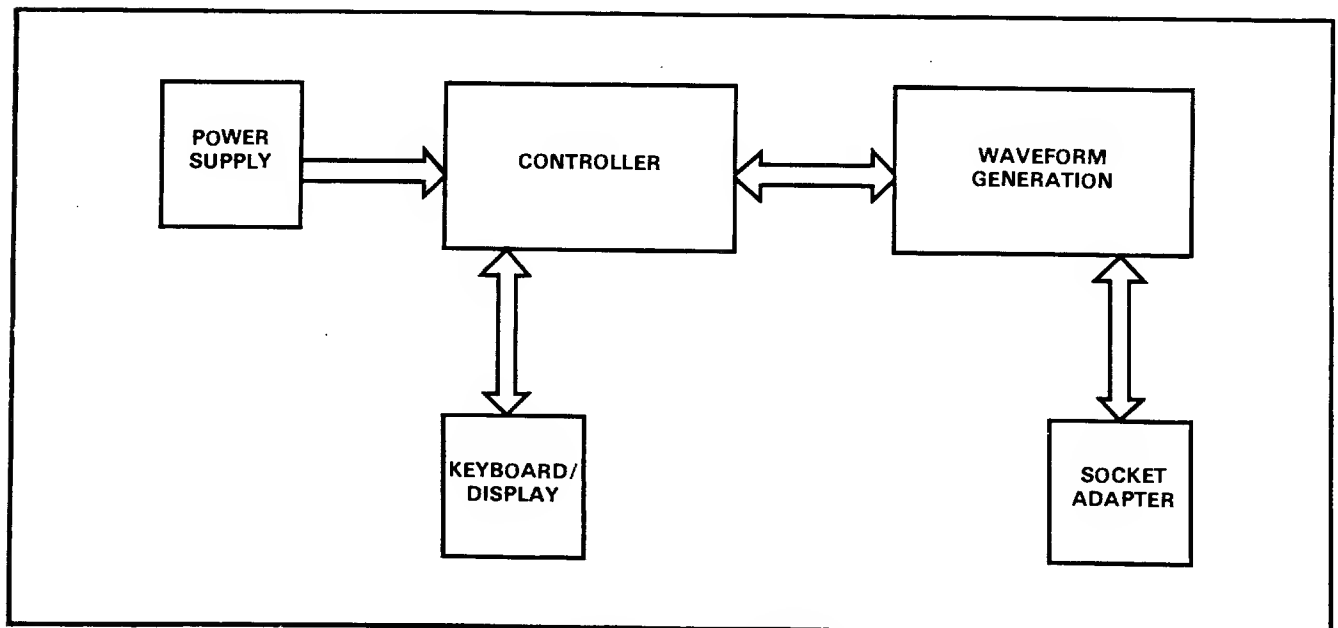 POWER
SUPPLY
CONTROLLER
WAVEFORM
GENERATION
KEYBOARD/
DISPLAY
SOCKET
ADAPTER